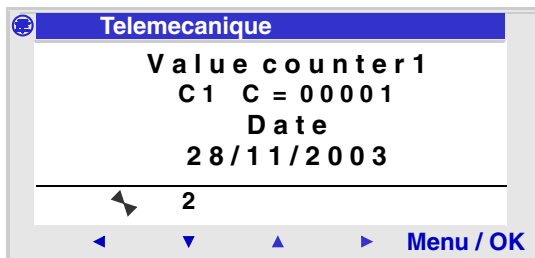 Telemecanique
Value counter1
C1 C = 00001
Date
28/11/2003
2
Menu / OK